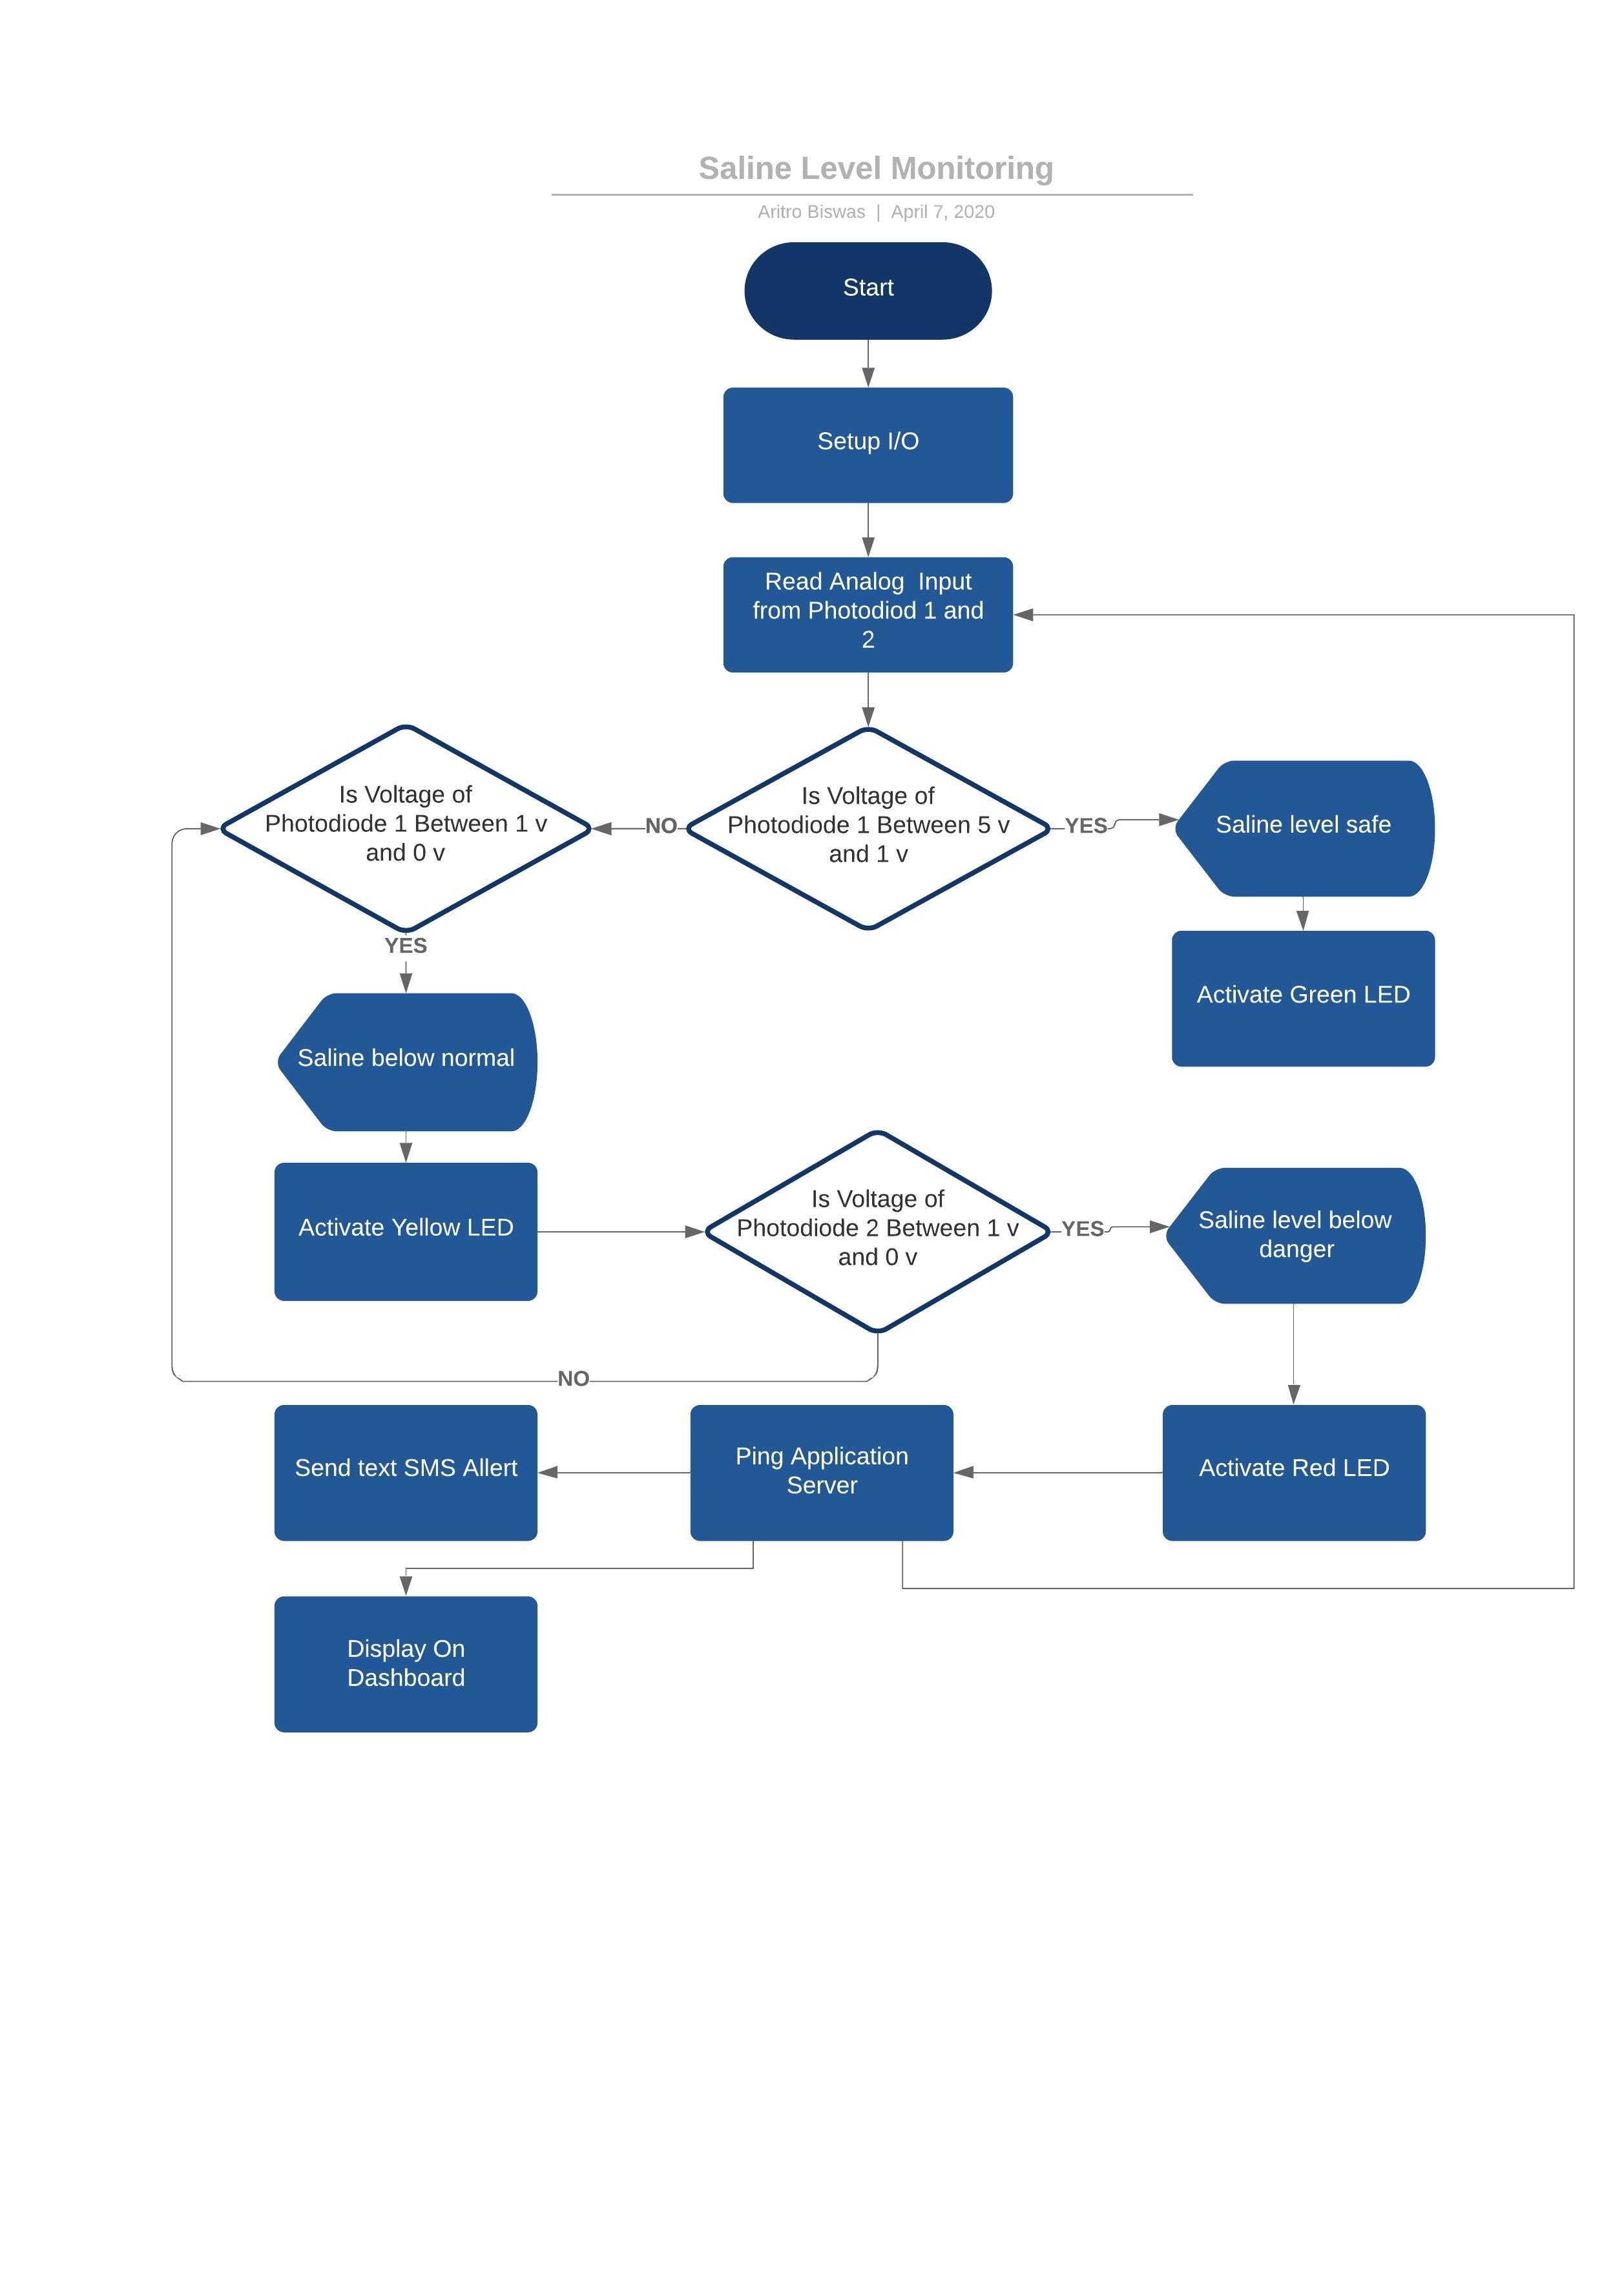 Saline Level Monitoring
Aritro Biswas | April 7, 2020
Start
Setup I/O
Read Analog Input
from Photodiod 1 and
2
Is Voltage of
Photodiode 1 Between 1 v
and 0 v
NO
Is Voltage of
Photodiode 1 Between 5 v
and 1 v
YES
Saline level safe
YES
Activate Green LED
Saline below normal
Activate Yellow LED
Is Voltage of
Photodiode 2 Between 1 v
and 0 v
YES
Saline level below
danger
NO
Send text SMS Allert
Ping Application
Server
Activate Red LED
Display On
Dashboard